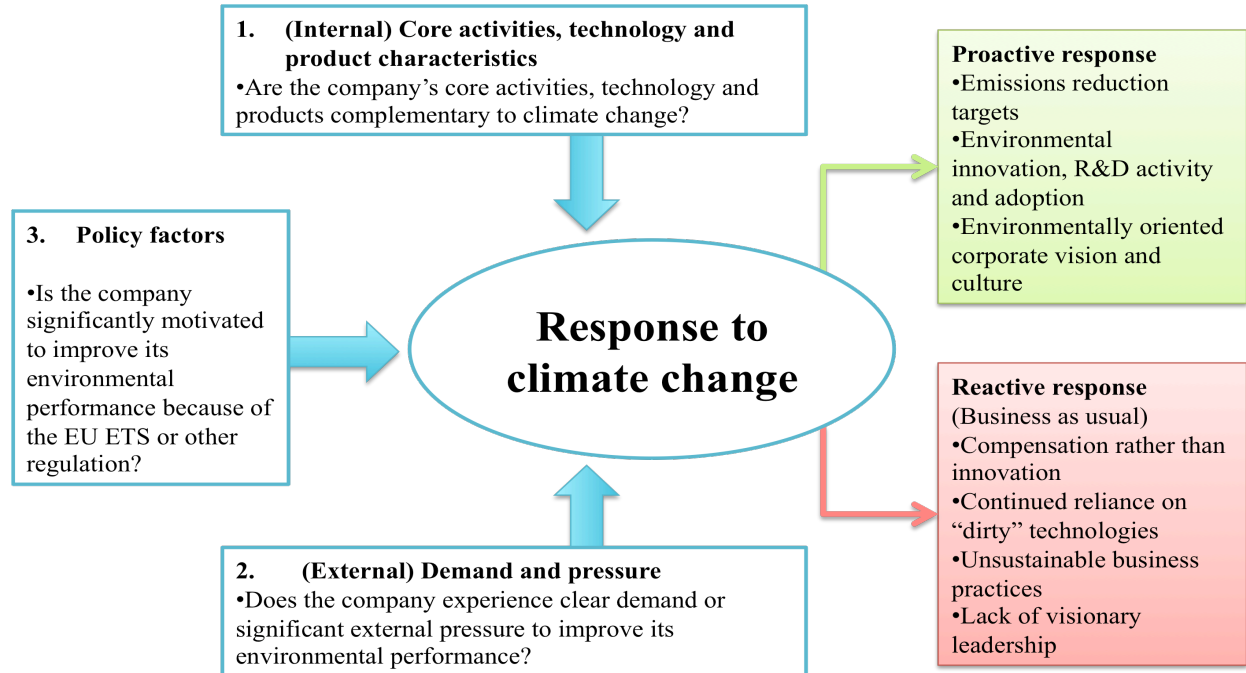 1. (Internal) Core activities, technology and
product characteristics
•Are the company’s core activities, technology and
products complementary to climate change?
3. Policy factors
•Is the company
significantly motivated
to improve its
environmental
performance because of
the EU ETS or other
regulation?
Response to
climate change
2. (External) Demand and pressure
•Does the company experience clear demand or
significant external pressure to improve its
environmental performance?
Proactive response
•Emissions reduction
targets
•Environmental
innovation, R&D activity
and adoption
•Environmentally oriented
corporate vision and
culture
Reactive response
(Business as usual)
•Compensation rather than
innovation
•Continued reliance on
“dirty” technologies
•Unsustainable business
practices
•Lack of visionary
leadership